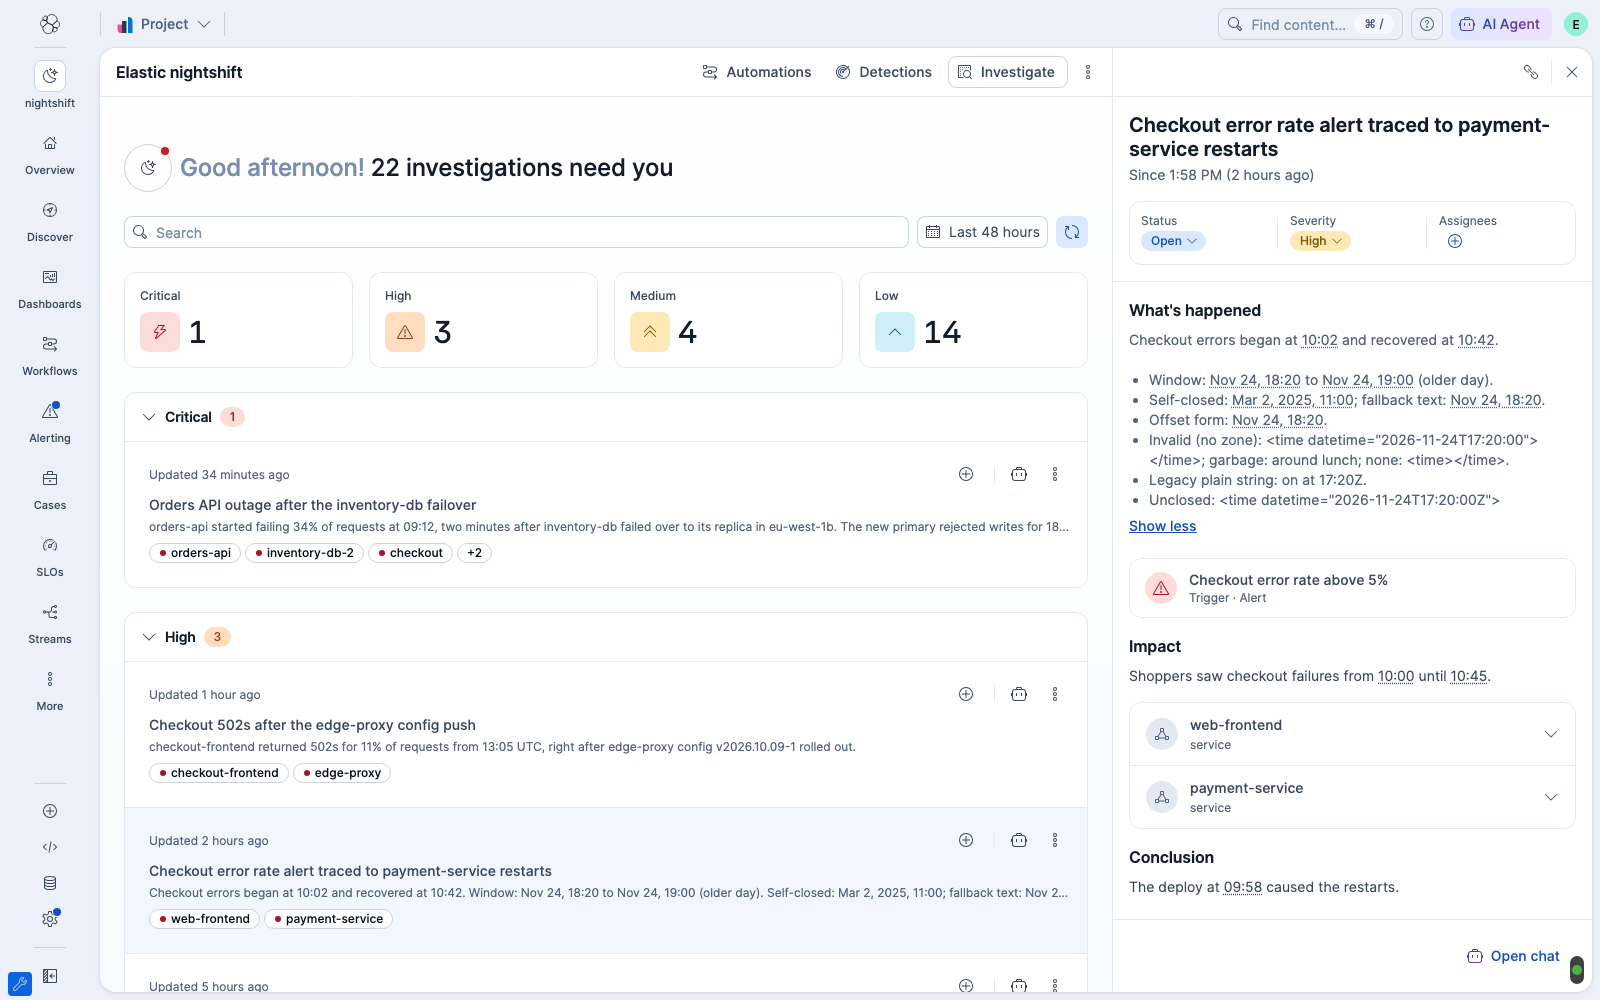 Project
Find content... ⌘ /
AI Agent
E
nightshift
Overview
Discover
Dashboards
Workflows
Alerting
Cases
SLOs
Streams
More
Elastic nightshift
Automations
Detections
Investigate
Good afternoon! 22 investigations need you
Search
Last 48 hours
Critical
1
High
3
Medium
4
Low
14
Critical 1
Updated 34 minutes ago
Orders API outage after the inventory-db failover
orders-api started failing 34% of requests at 09:12, two minutes after inventory-db failed over to its replica in eu-west-1b. The new primary rejected writes for 18...
orders-api
inventory-db-2
checkout
+2
High 3
Updated 1 hour ago
Checkout 502s after the edge-proxy config push
checkout-frontend returned 502s for 11% of requests from 13:05 UTC, right after edge-proxy config v2026.10.09-1 rolled out.
checkout-frontend
edge-proxy
Updated 2 hours ago
Checkout error rate alert traced to payment-service restarts
Checkout errors began at 10:02 and recovered at 10:42. Window: Nov 24, 18:20 to Nov 24, 19:00 (older day). Self-closed: Mar 2, 2025, 11:00; fallback text: Nov 2...
web-frontend
payment-service
Updated 5 hours ago
Checkout error rate alert traced to payment-
service restarts
Since 1:58 PM (2 hours ago)
Status
Open
Severity
High
Assignees
What's happened
Checkout errors began at 10:02 and recovered at 10:42.
• Window: Nov 24, 18:20 to Nov 24, 19:00 (older day).
• Self-closed: Mar 2, 2025, 11:00; fallback text: Nov 24, 18:20.
• Offset form: Nov 24, 18:20.
• Invalid (no zone): <time datetime="2026-11-24T17:20:00">
</time>; garbage: around lunch; none: <time></time>.
• Legacy plain string: on at 17:20Z.
• Unclosed: <time datetime="2026-11-24T17:20:00Z">
Show less
Checkout error rate above 5%
Trigger · Alert
Impact
Shoppers saw checkout failures from 10:00 until 10:45.
web-frontend
service
payment-service
service
Conclusion
The deploy at 09:58 caused the restarts.
Open chat